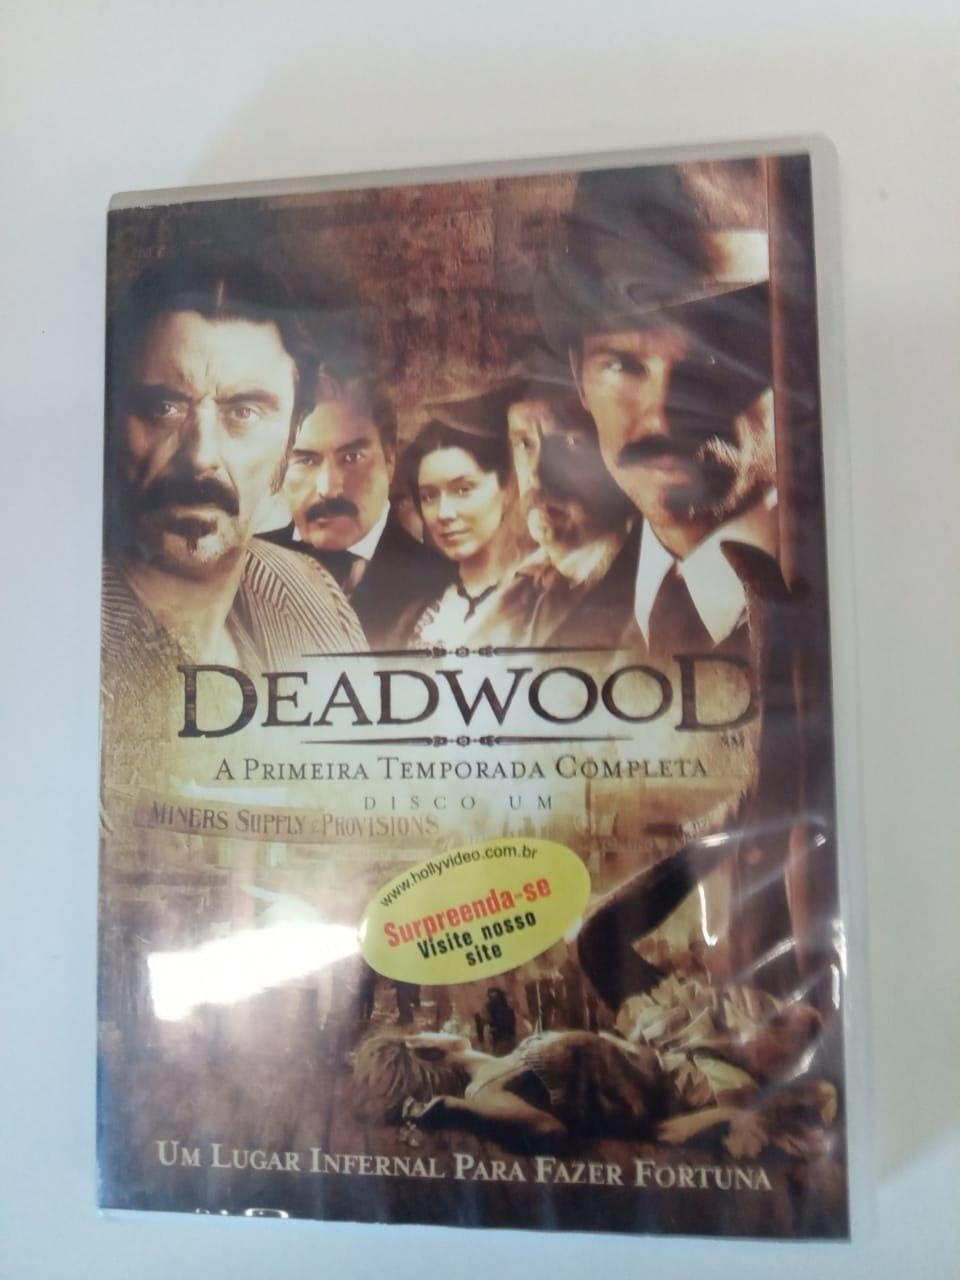 DEADWOOD
SM
A PRIMEIRA TEMPORADA COMPLETA
DISCO UM
MINERS SUPPLY & PROVISIONS
www.hollyvideo.com.br
Surpreenda-se
Visite nosso
site
UM LUGAR INFERNAL PARA FAZER FORTUNA